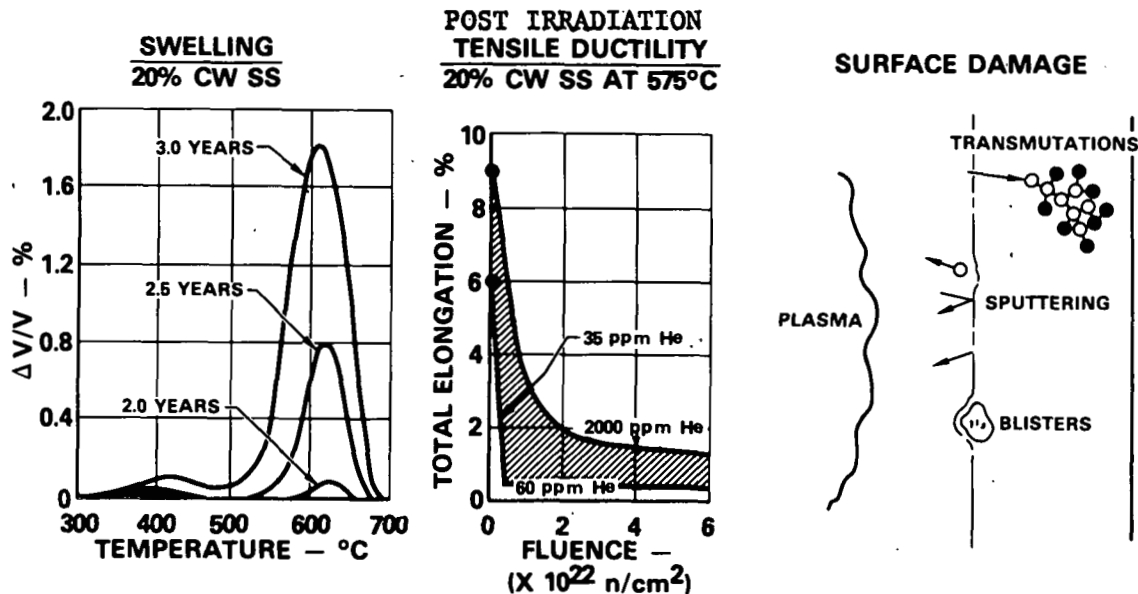 SWELLING
20% CW SS
2.0
1.6
1.2
0.8
0.4
0
ΔV/V – %
3.0 YEARS
2.5 YEARS
2.0 YEARS
300 400 500 600 700
TEMPERATURE – °C
POST IRRADIATION
TENSILE DUCTILITY
20% CW SS AT 575°C
10
8
6
4
2
0
TOTAL ELONGATION – %
35 ppm He
2000 ppm He
60 ppm He
0 2 4 6
FLUENCE –
(X 10²² n/cm²)
SURFACE DAMAGE
TRANSMUTATIONS
SPUTTERING
PLASMA
BLISTERS